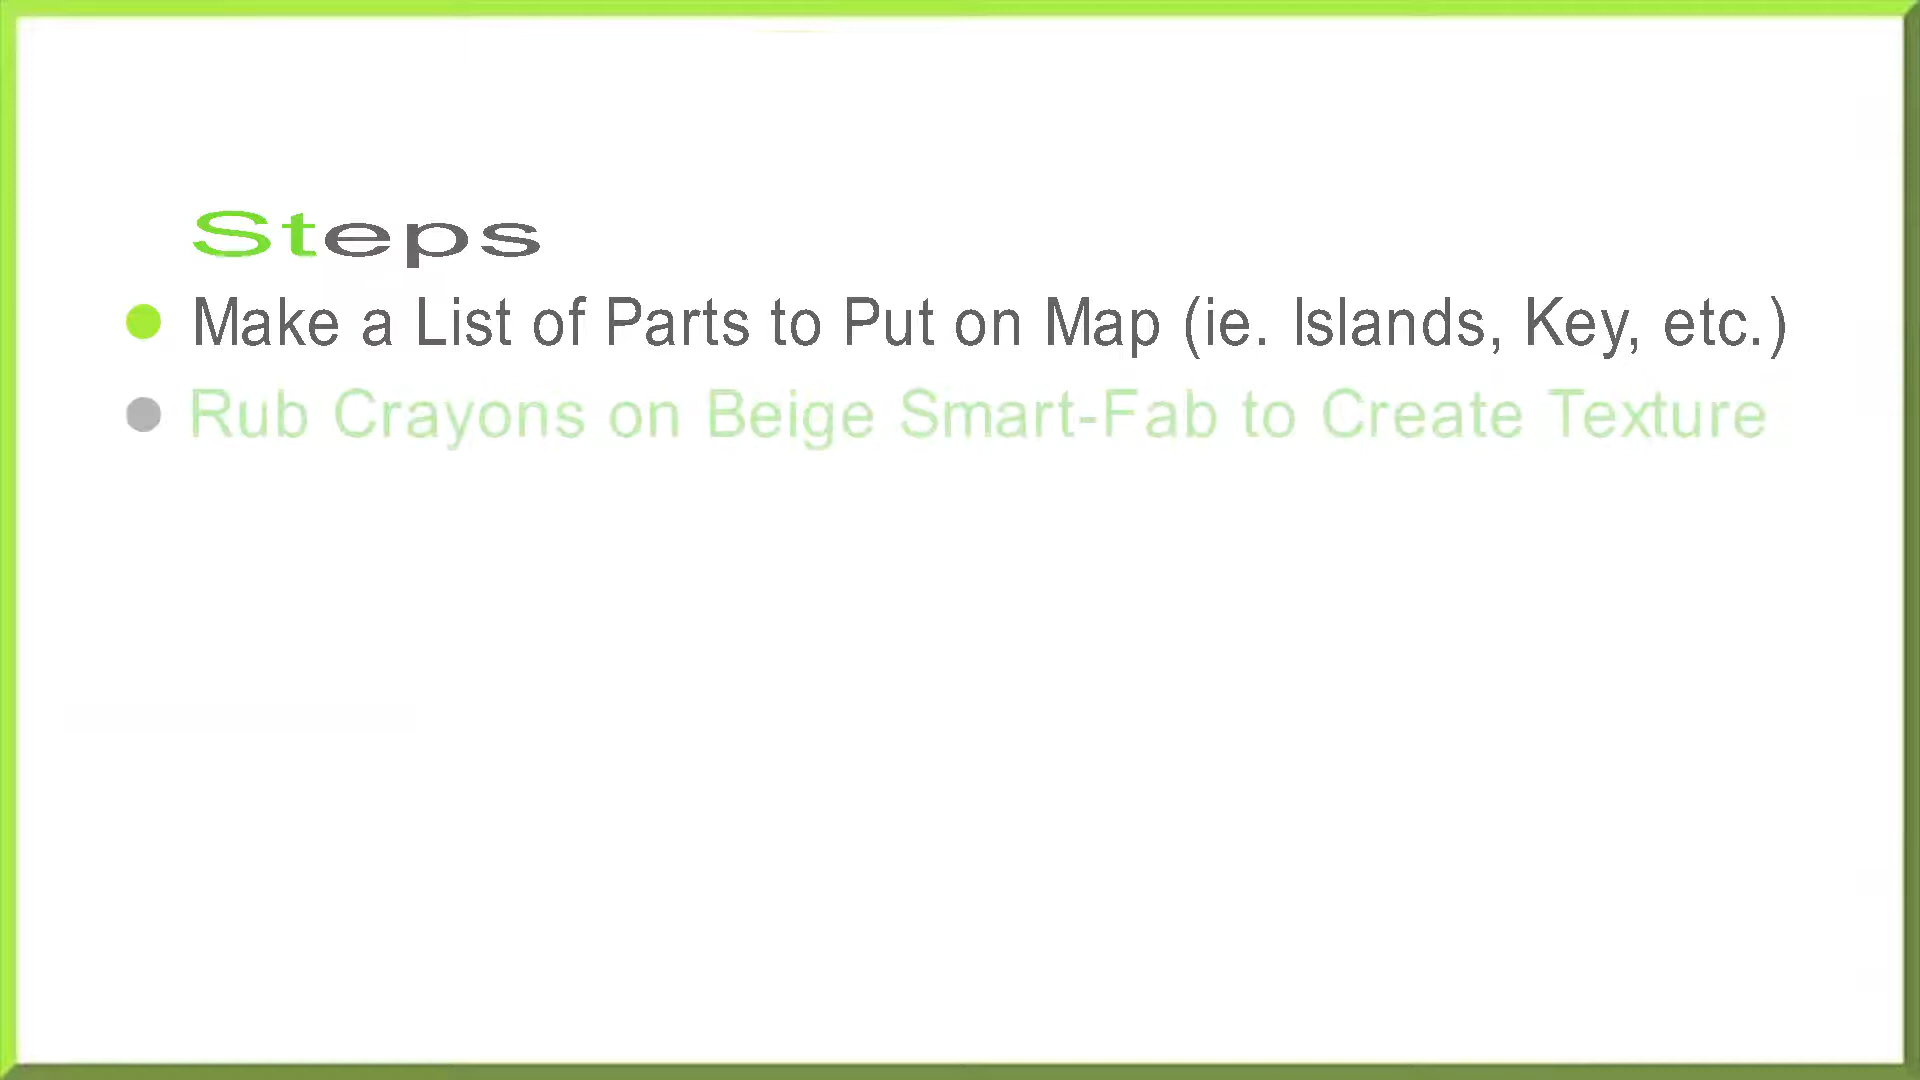 Steps
Make a List of Parts to Put on Map (ie. Islands, Key, etc.)
Rub Crayons on Beige Smart-Fab to Create Texture